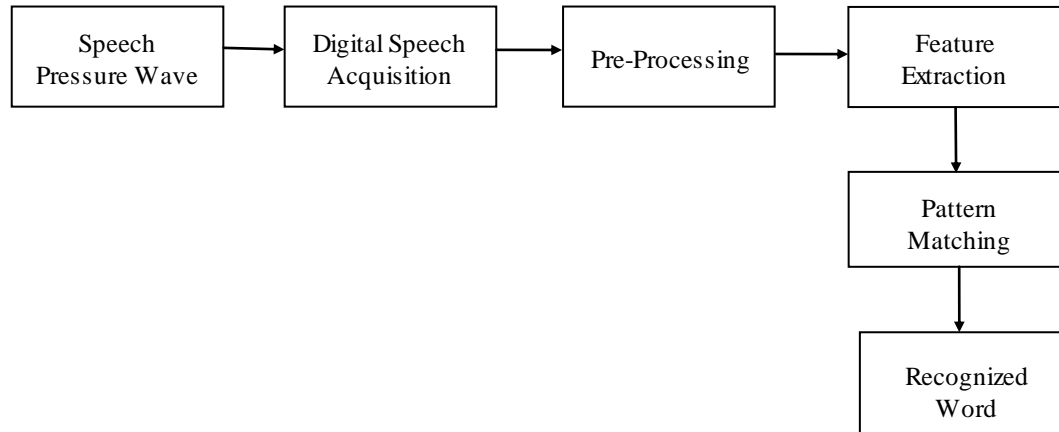 Speech
Pressure Wave
Digital Speech
Acquisition
Pre-Processing
Feature
Extraction
Pattern
Matching
Recognized
Word